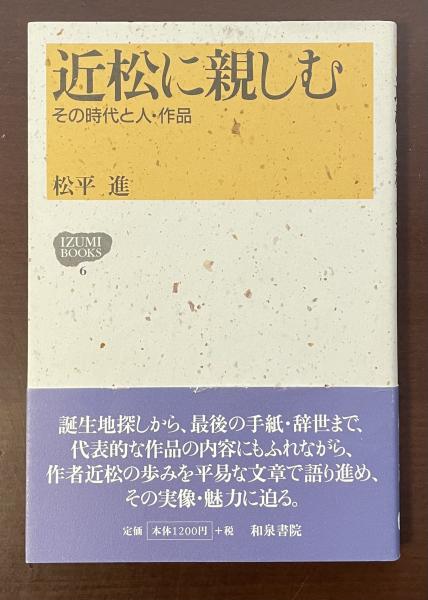 近松に親しむ
その時代と人・作品
松平 進
IZUMI
BOOKS
6
誕生地探しから、最後の手紙・辞世まで、
代表的な作品の内容にもふれながら、
作者近松の歩みを平易な文章で語り進め、
その実像・魅力に迫る。
定価 本体1200円 +税 和泉書院